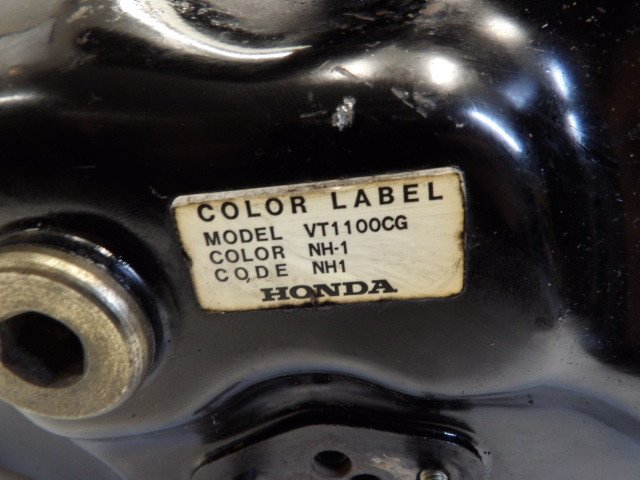 COLOR LABEL
MODEL VT1100CG
COLOR NH-1
CODE NH1
HONDA